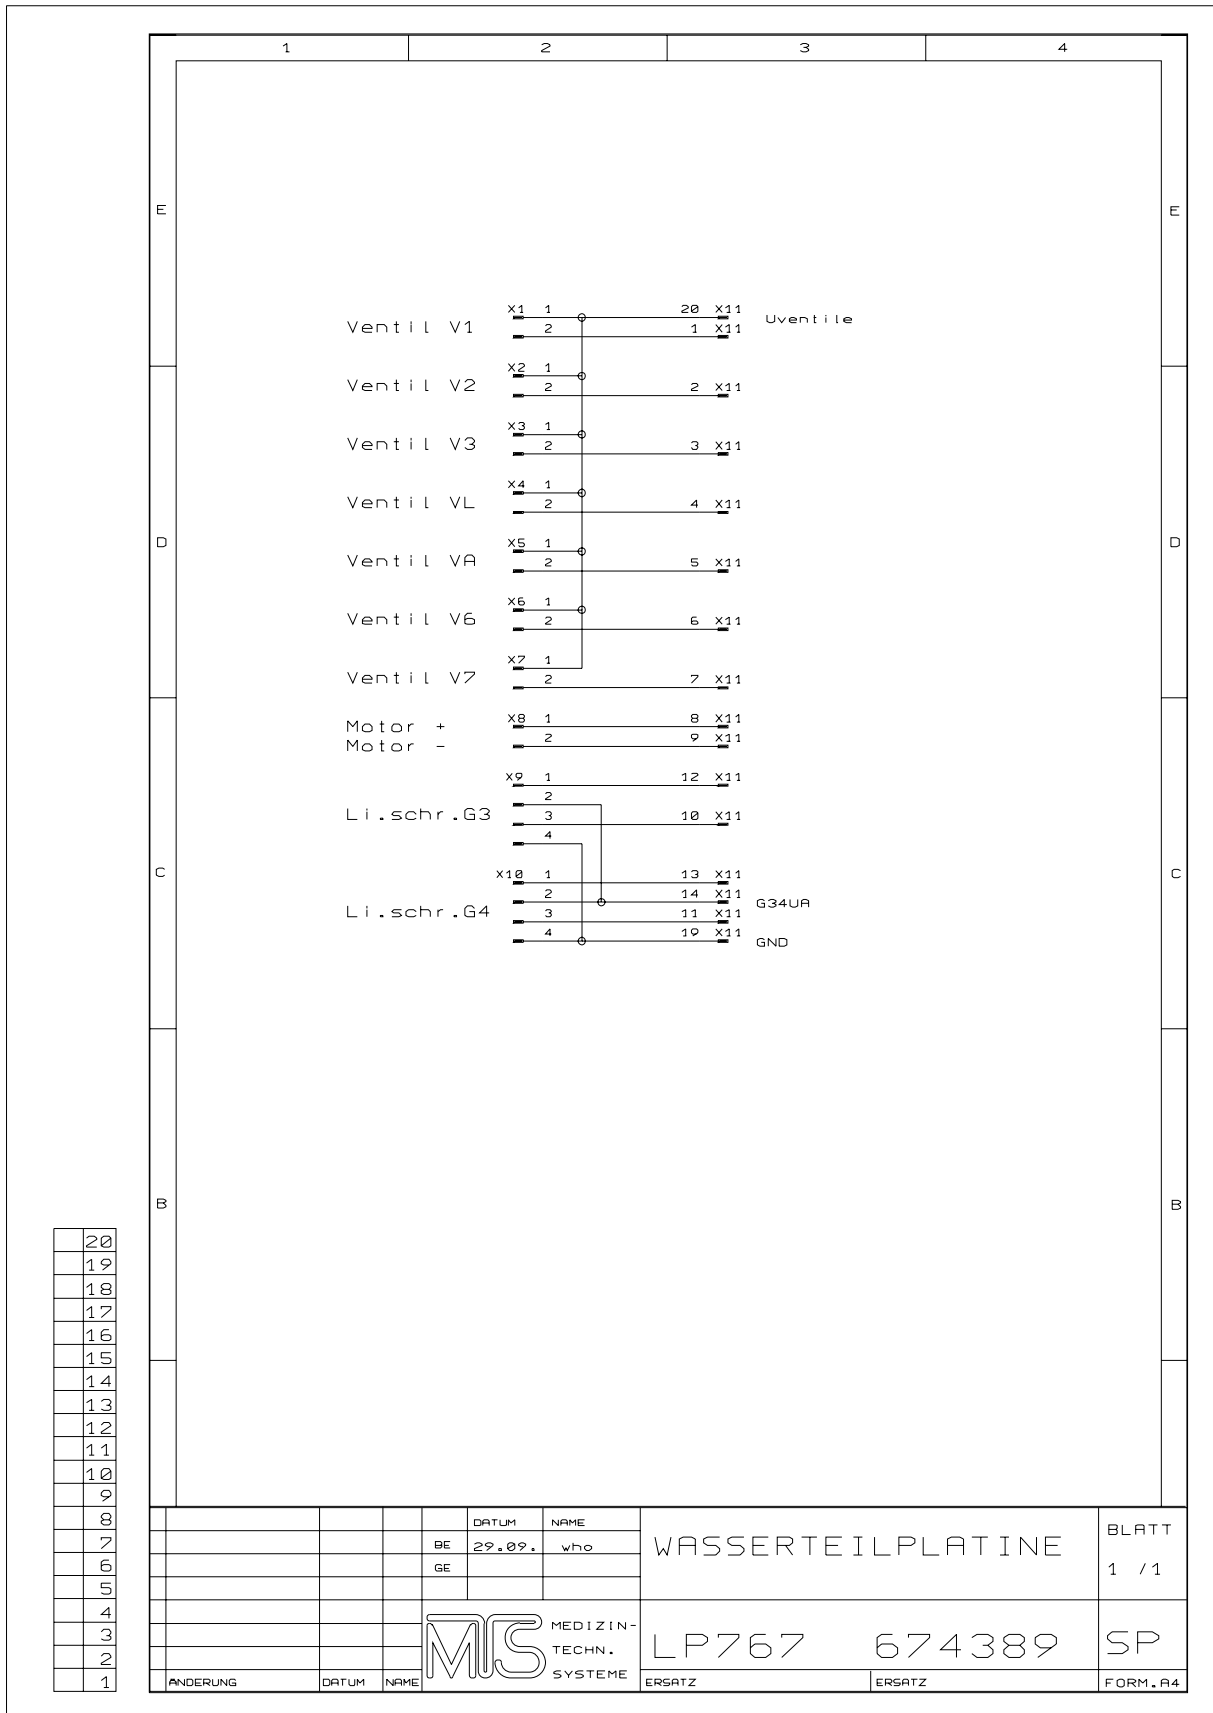 1 2 3 4
E E
X1 1 20 X11
Ventil V1 Uventile
2 1 X11
X2 1
Ventil V2 2 2 X11
X3 1
Ventil V3 2 3 X11
X4 1
Ventil VL 2 4 X11
D D
X5 1
Ventil VA 2 5 X11
X6 1
Ventil V6 2 6 X11
X7 1
Ventil V7 2 7 X11
Motor + X8 1 8 X11
Motor - 2 9 X11
X9 1 12 X11
2
Li.schr.G3 3 10 X11
4
C C
X10 1 13 X11
2 14 X11 G34UA
Li.schr.G4 3 11 X11
4 19 X11 GND
B B
20
19
18
17
16
15
14
13
12
11
10
9
8
7
6
5
4
3
2
1
DATUM NAME
BE 29.09. who
GE
WASSERTEILPLATINE
BLATT
1 /1
MTS
MEDIZIN-
TECHN.
SYSTEME
LP767 674389 SP
ÄNDERUNG DATUM NAME ERSATZ ERSATZ FORM.A4